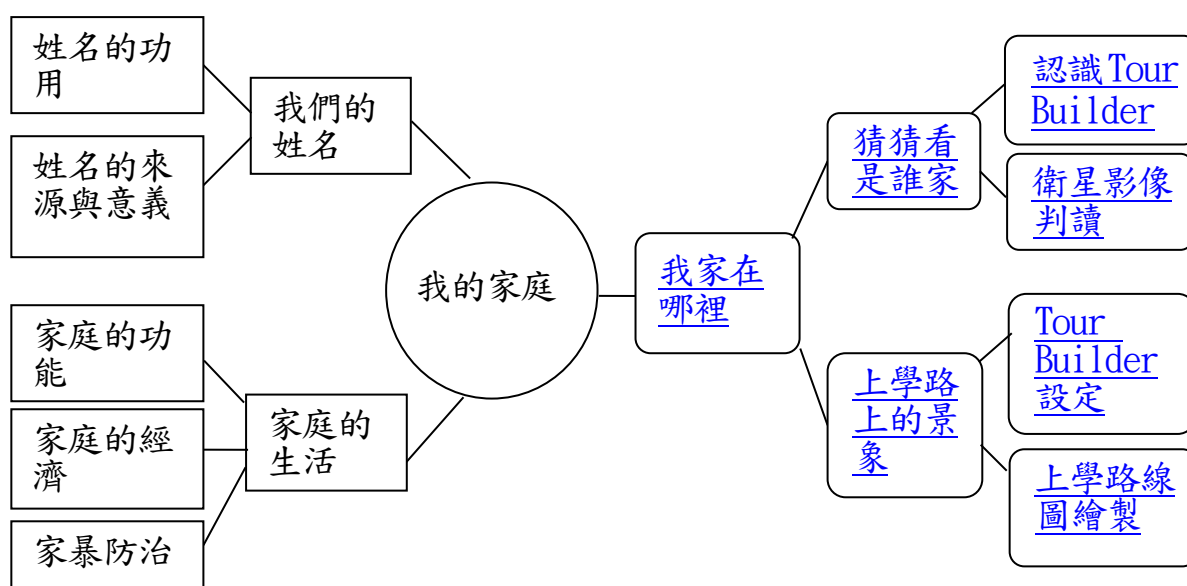 姓名的功
用
姓名的來
源與意義
我們的
姓名
家庭的功
能
家庭的經
濟
家暴防治
家庭的
生活
我的家庭
我家在
哪裡
猜猜看
是誰家
認識Tour
Builder
衛星影像
判讀
上學路
上的景
象
Tour
Builder
設定
上學路線
圖繪製